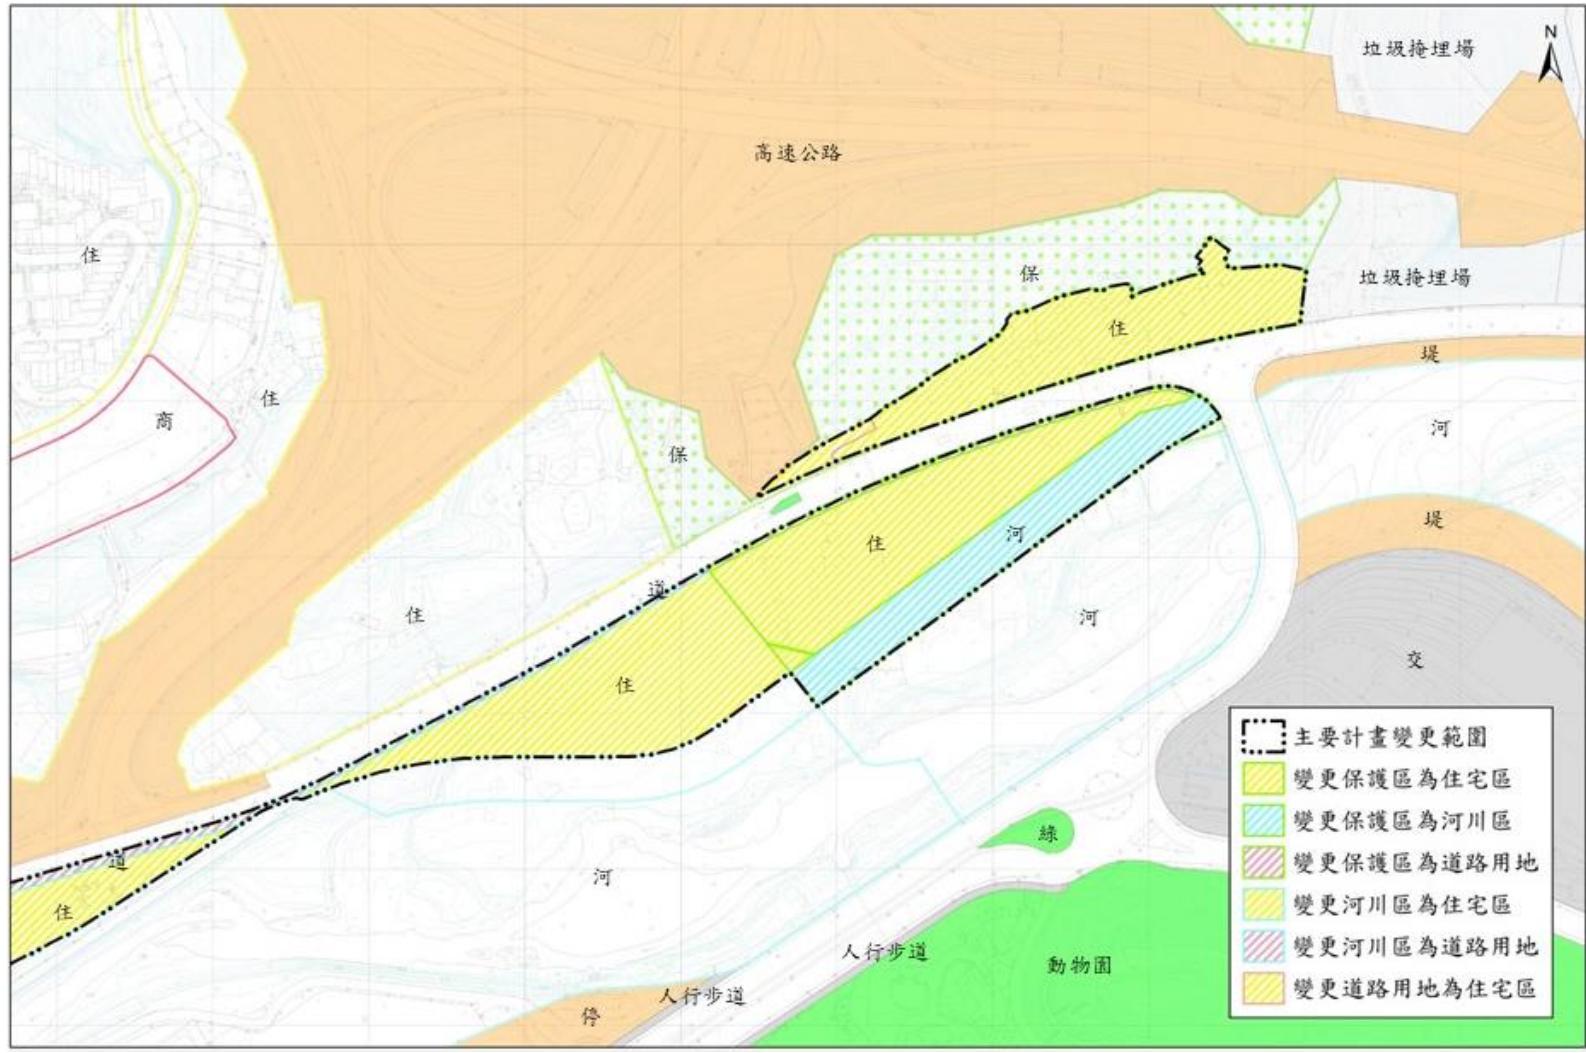 垃圾掩埋場
N
高速公路
住
保
垃圾掩埋場
住
堤
住
商
河
保
堤
住
河
道
住
河
交
住
主要計畫變更範圍
變更保護區為住宅區
變更保護區為河川區
綠
道
變更保護區為道路用地
河
住
變更河川區為住宅區
人行步道
動物園
變更河川區為道路用地
人行步道
變更道路用地為住宅區
停